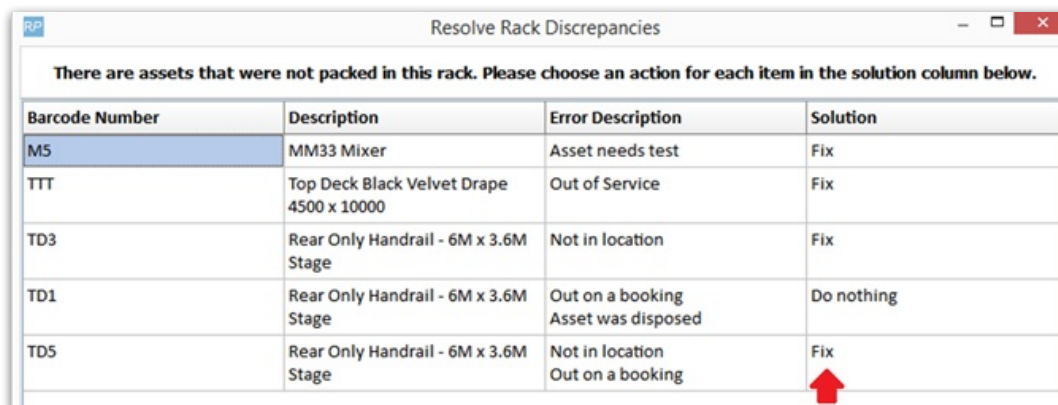 RP Resolve Rack Discrepancies
There are assets that were not packed in this rack. Please choose an action for each item in the solution column below.
Barcode Number Description Error Description Solution
M5 MM33 Mixer Asset needs test Fix
TTT Top Deck Black Velvet Drape Out of Service Fix
4500 x 10000
TD3 Rear Only Handrail - 6M x 3.6M Not in location Fix
Stage
TD1 Rear Only Handrail - 6M x 3.6M Out on a booking Do nothing
Stage Asset was disposed
TD5 Rear Only Handrail - 6M x 3.6M Not in location Fix
Stage Out on a booking